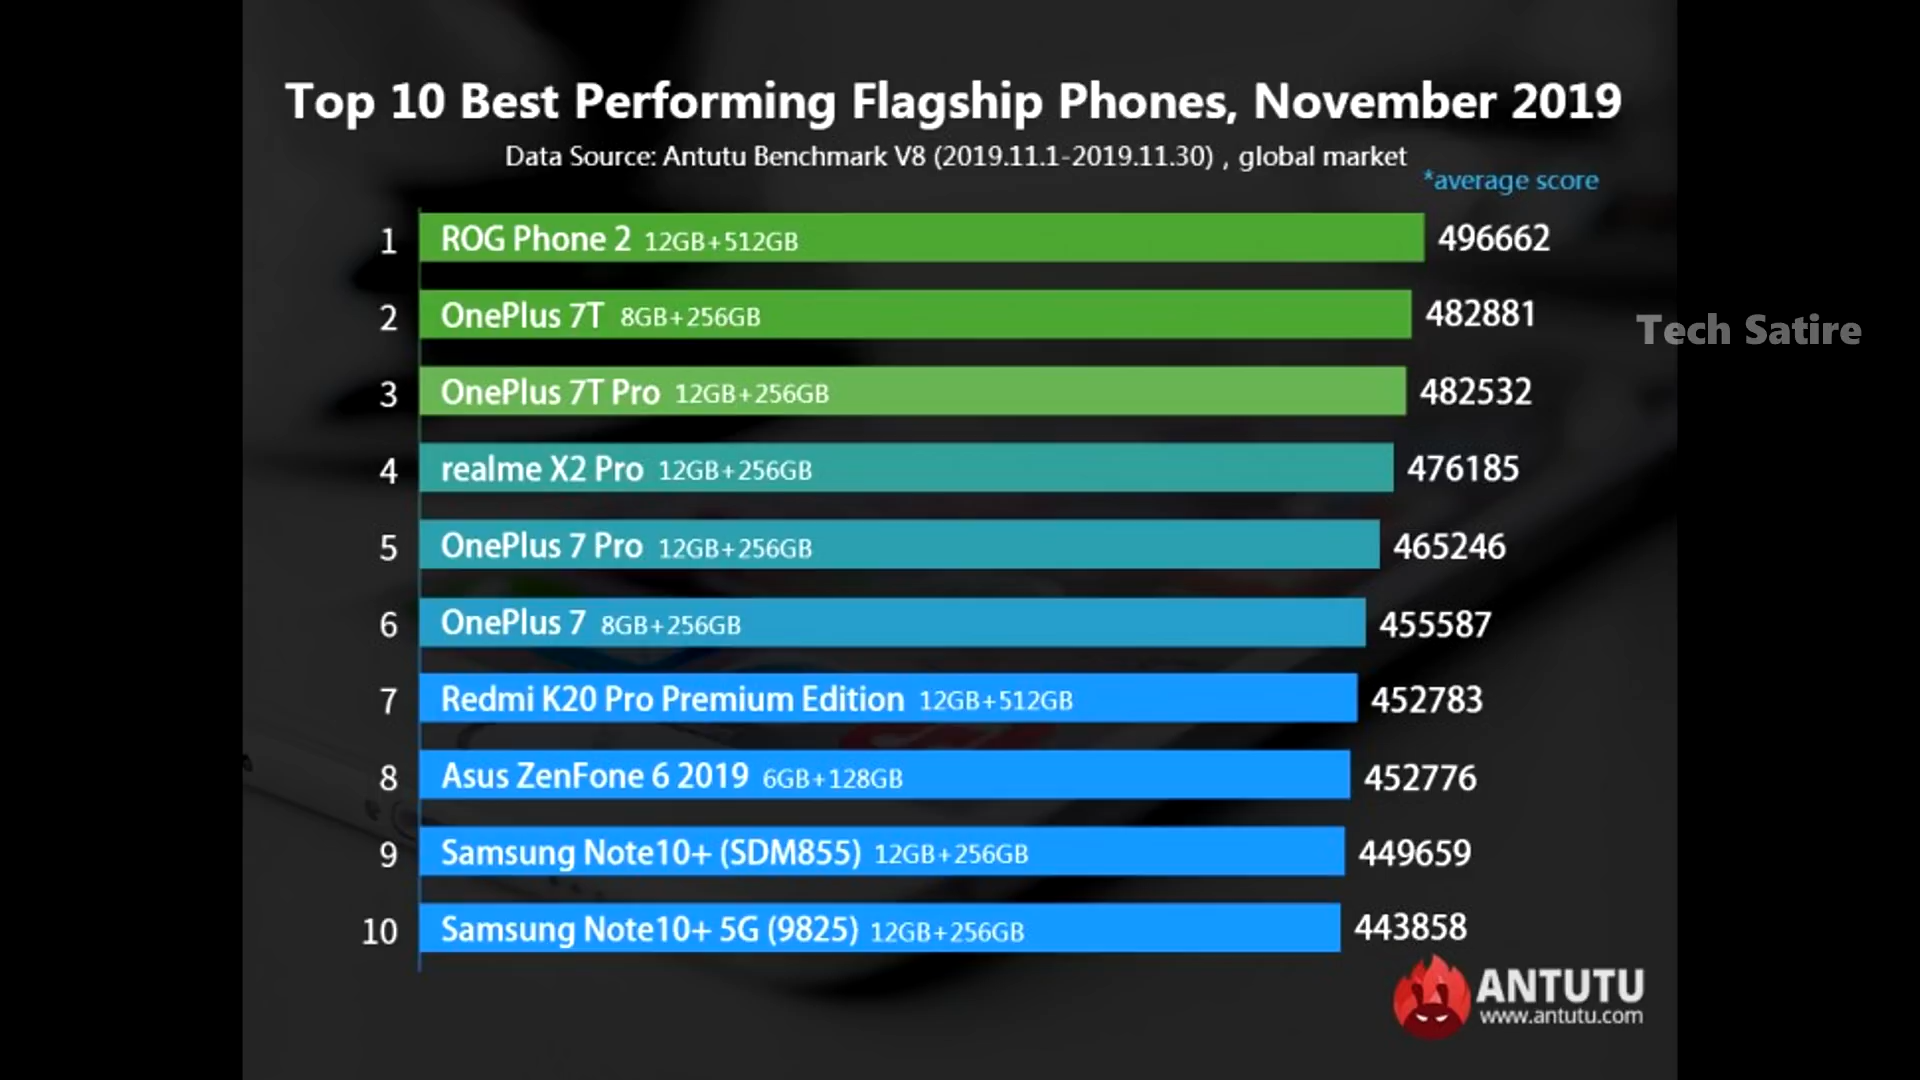 Top 10 Best Performing Flagship Phones, November 2019
Data Source: Antutu Benchmark V8 (2019.11.1-2019.11.30) , global market
*average score
1 ROG Phone 2 12GB+512GB 496662
2 OnePlus 7T 8GB+256GB 482881
Tech Satire
3 OnePlus 7T Pro 12GB+256GB 482532
4 realme X2 Pro 12GB+256GB 476185
5 OnePlus 7 Pro 12GB+256GB 465246
6 OnePlus 7 8GB+256GB 455587
7 Redmi K20 Pro Premium Edition 12GB+512GB 452783
8 Asus ZenFone 6 2019 6GB+128GB 452776
9 Samsung Note10+ (SDM855) 12GB+256GB 449659
10 Samsung Note10+ 5G (9825) 12GB+256GB 443858
ANTUTU
www.antutu.com